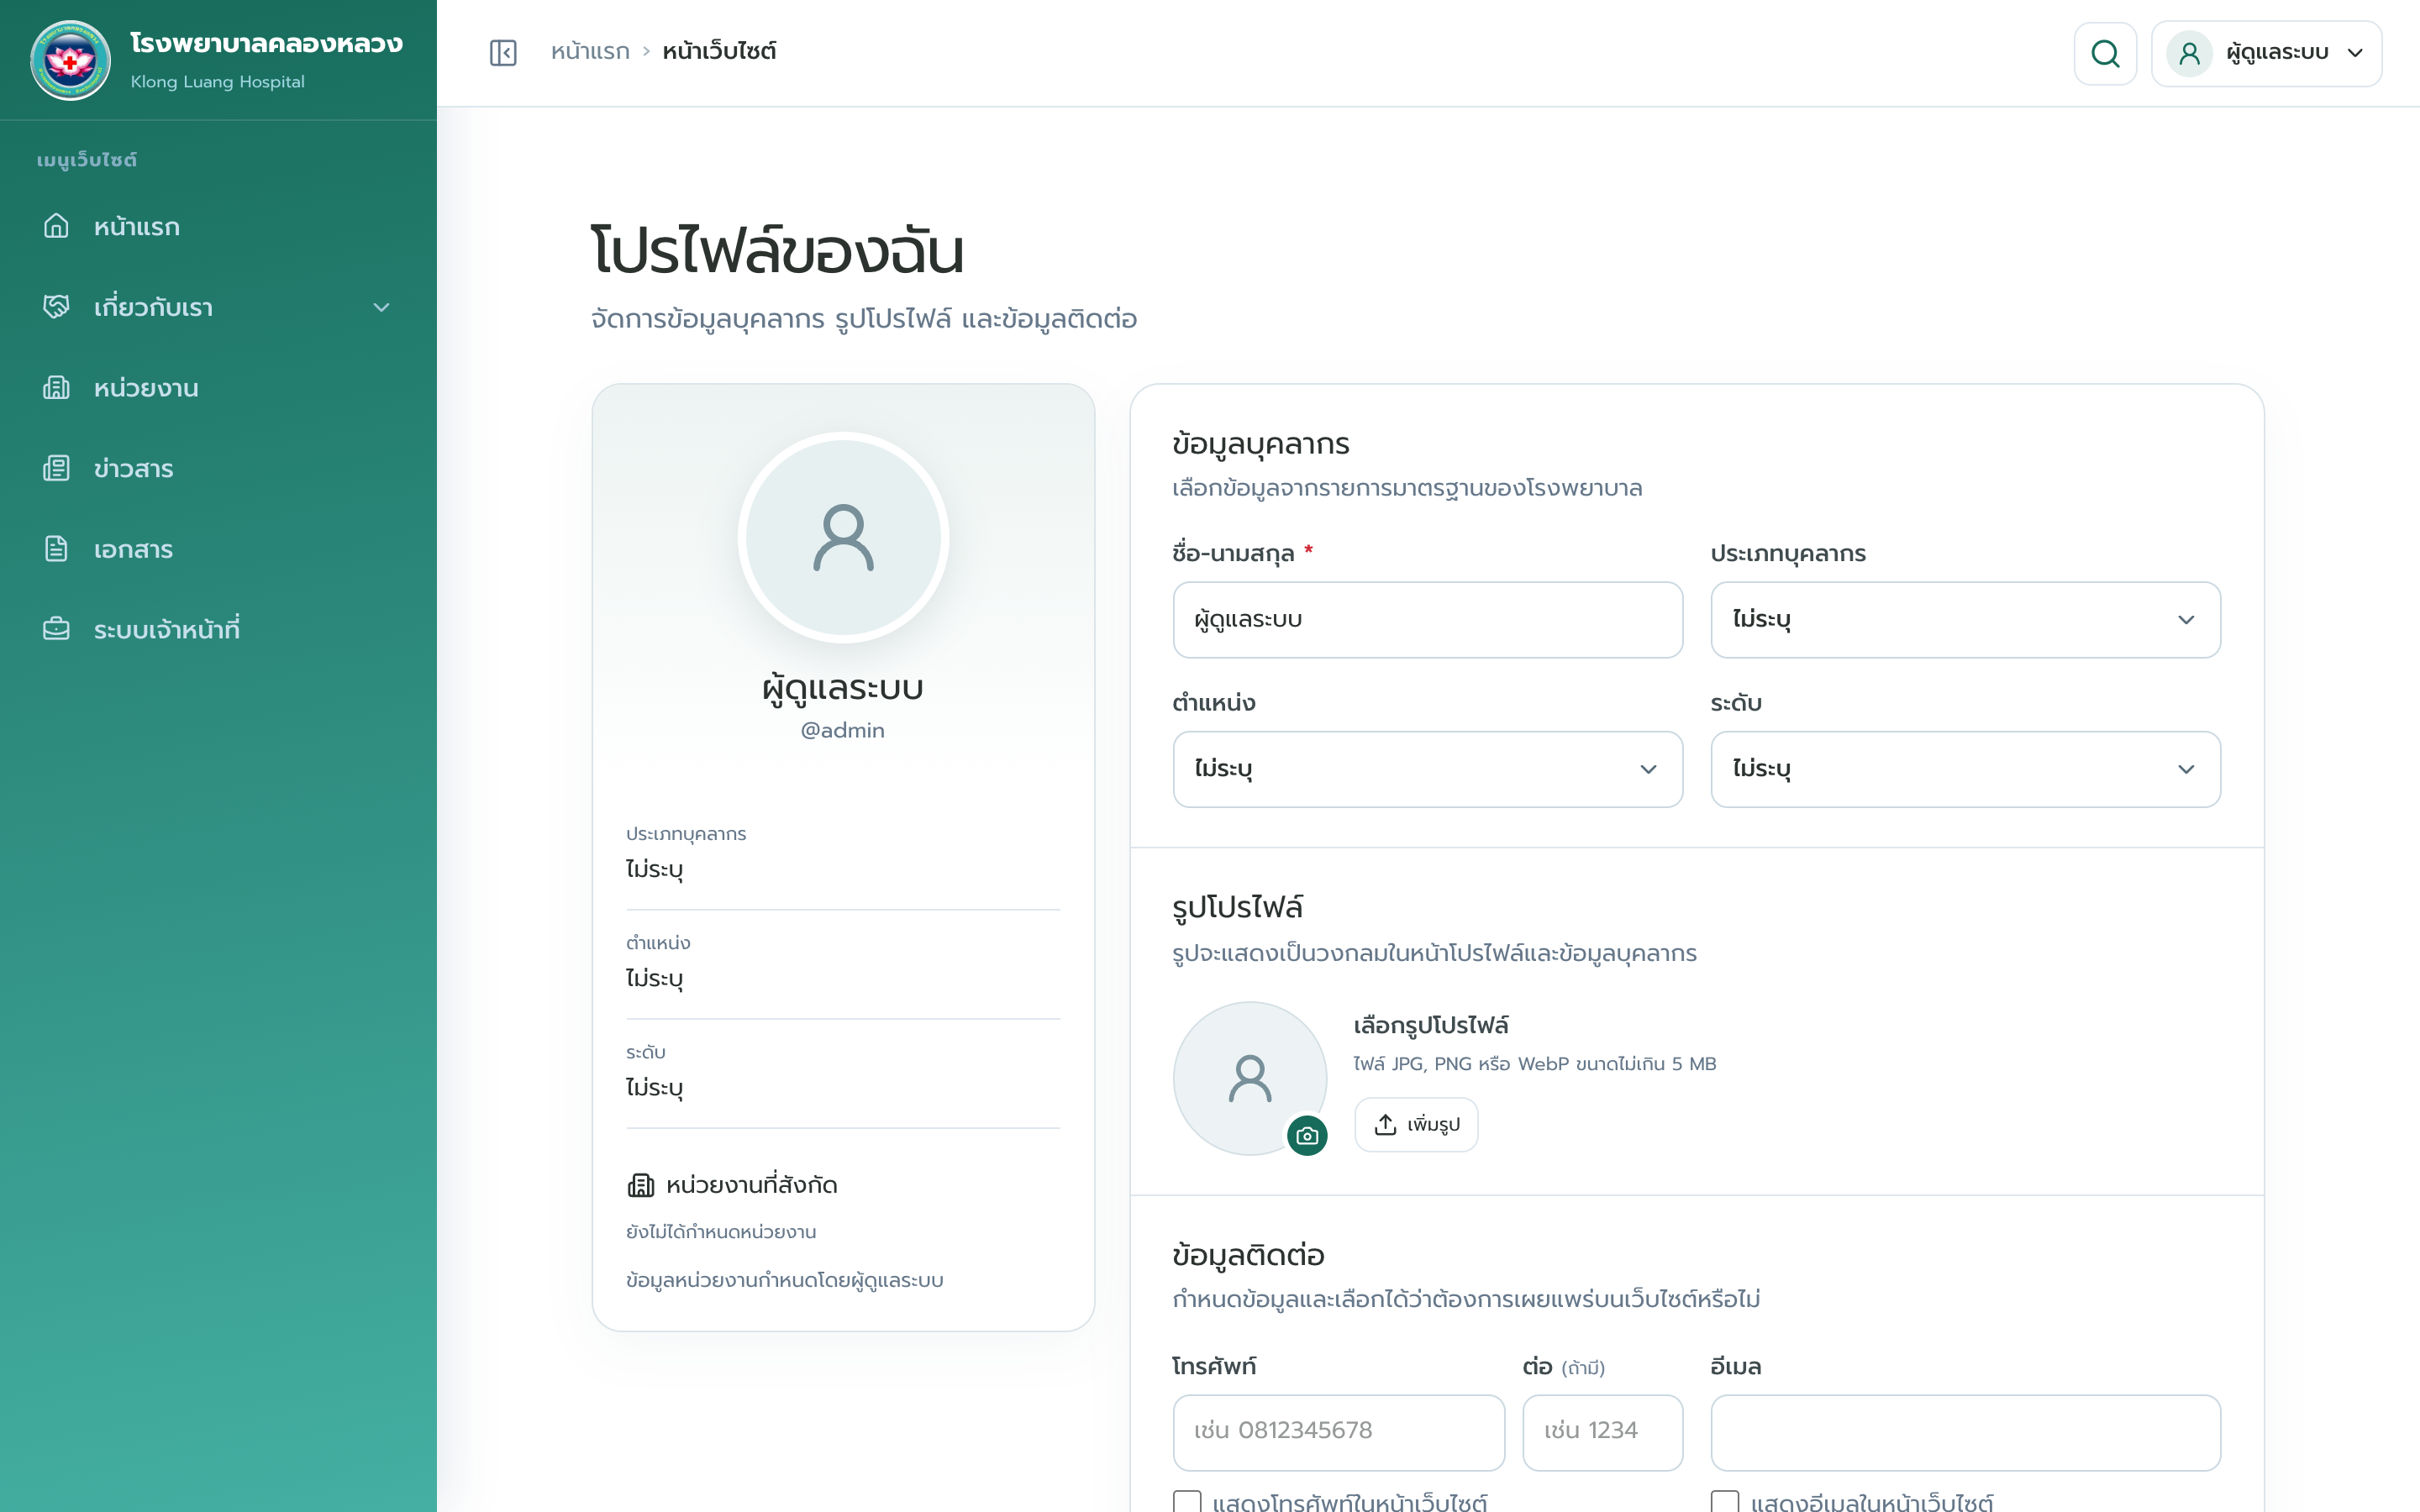 โรงพยาบาลคลองหลวง
Klong Luang Hospital
เมนูเว็บไซต์
หน้าแรก
เกี่ยวกับเรา
หน่วยงาน
ข่าวสาร
เอกสาร
ระบบเจ้าหน้าที่
หน้าแรก › หน้าเว็บไซต์
ผู้ดูแลระบบ
โปรไฟล์ของฉัน
จัดการข้อมูลบุคลากร รูปโปรไฟล์ และข้อมูลติดต่อ
ผู้ดูแลระบบ
@admin
ประเภทบุคลากร
ไม่ระบุ
ตำแหน่ง
ไม่ระบุ
ระดับ
ไม่ระบุ
หน่วยงานที่สังกัด
ยังไม่ได้กำหนดหน่วยงาน
ข้อมูลหน่วยงานกำหนดโดยผู้ดูแลระบบ
ข้อมูลบุคลากร
เลือกข้อมูลจากรายการมาตรฐานของโรงพยาบาล
ชื่อ-นามสกุล *
ผู้ดูแลระบบ
ประเภทบุคลากร
ไม่ระบุ
ตำแหน่ง
ไม่ระบุ
ระดับ
ไม่ระบุ
รูปโปรไฟล์
รูปจะแสดงเป็นวงกลมในหน้าโปรไฟล์และข้อมูลบุคลากร
เลือกรูปโปรไฟล์
ไฟล์ JPG, PNG หรือ WebP ขนาดไม่เกิน 5 MB
เพิ่มรูป
ข้อมูลติดต่อ
กำหนดข้อมูลและเลือกได้ว่าต้องการเผยแพร่บนเว็บไซต์หรือไม่
โทรศัพท์
เช่น 0812345678
ต่อ (ถ้ามี)
เช่น 1234
อีเมล
แสดงโทรศัพท์ในหน้าเว็บไซต์
แสดงอีเมลในหน้าเว็บไซต์